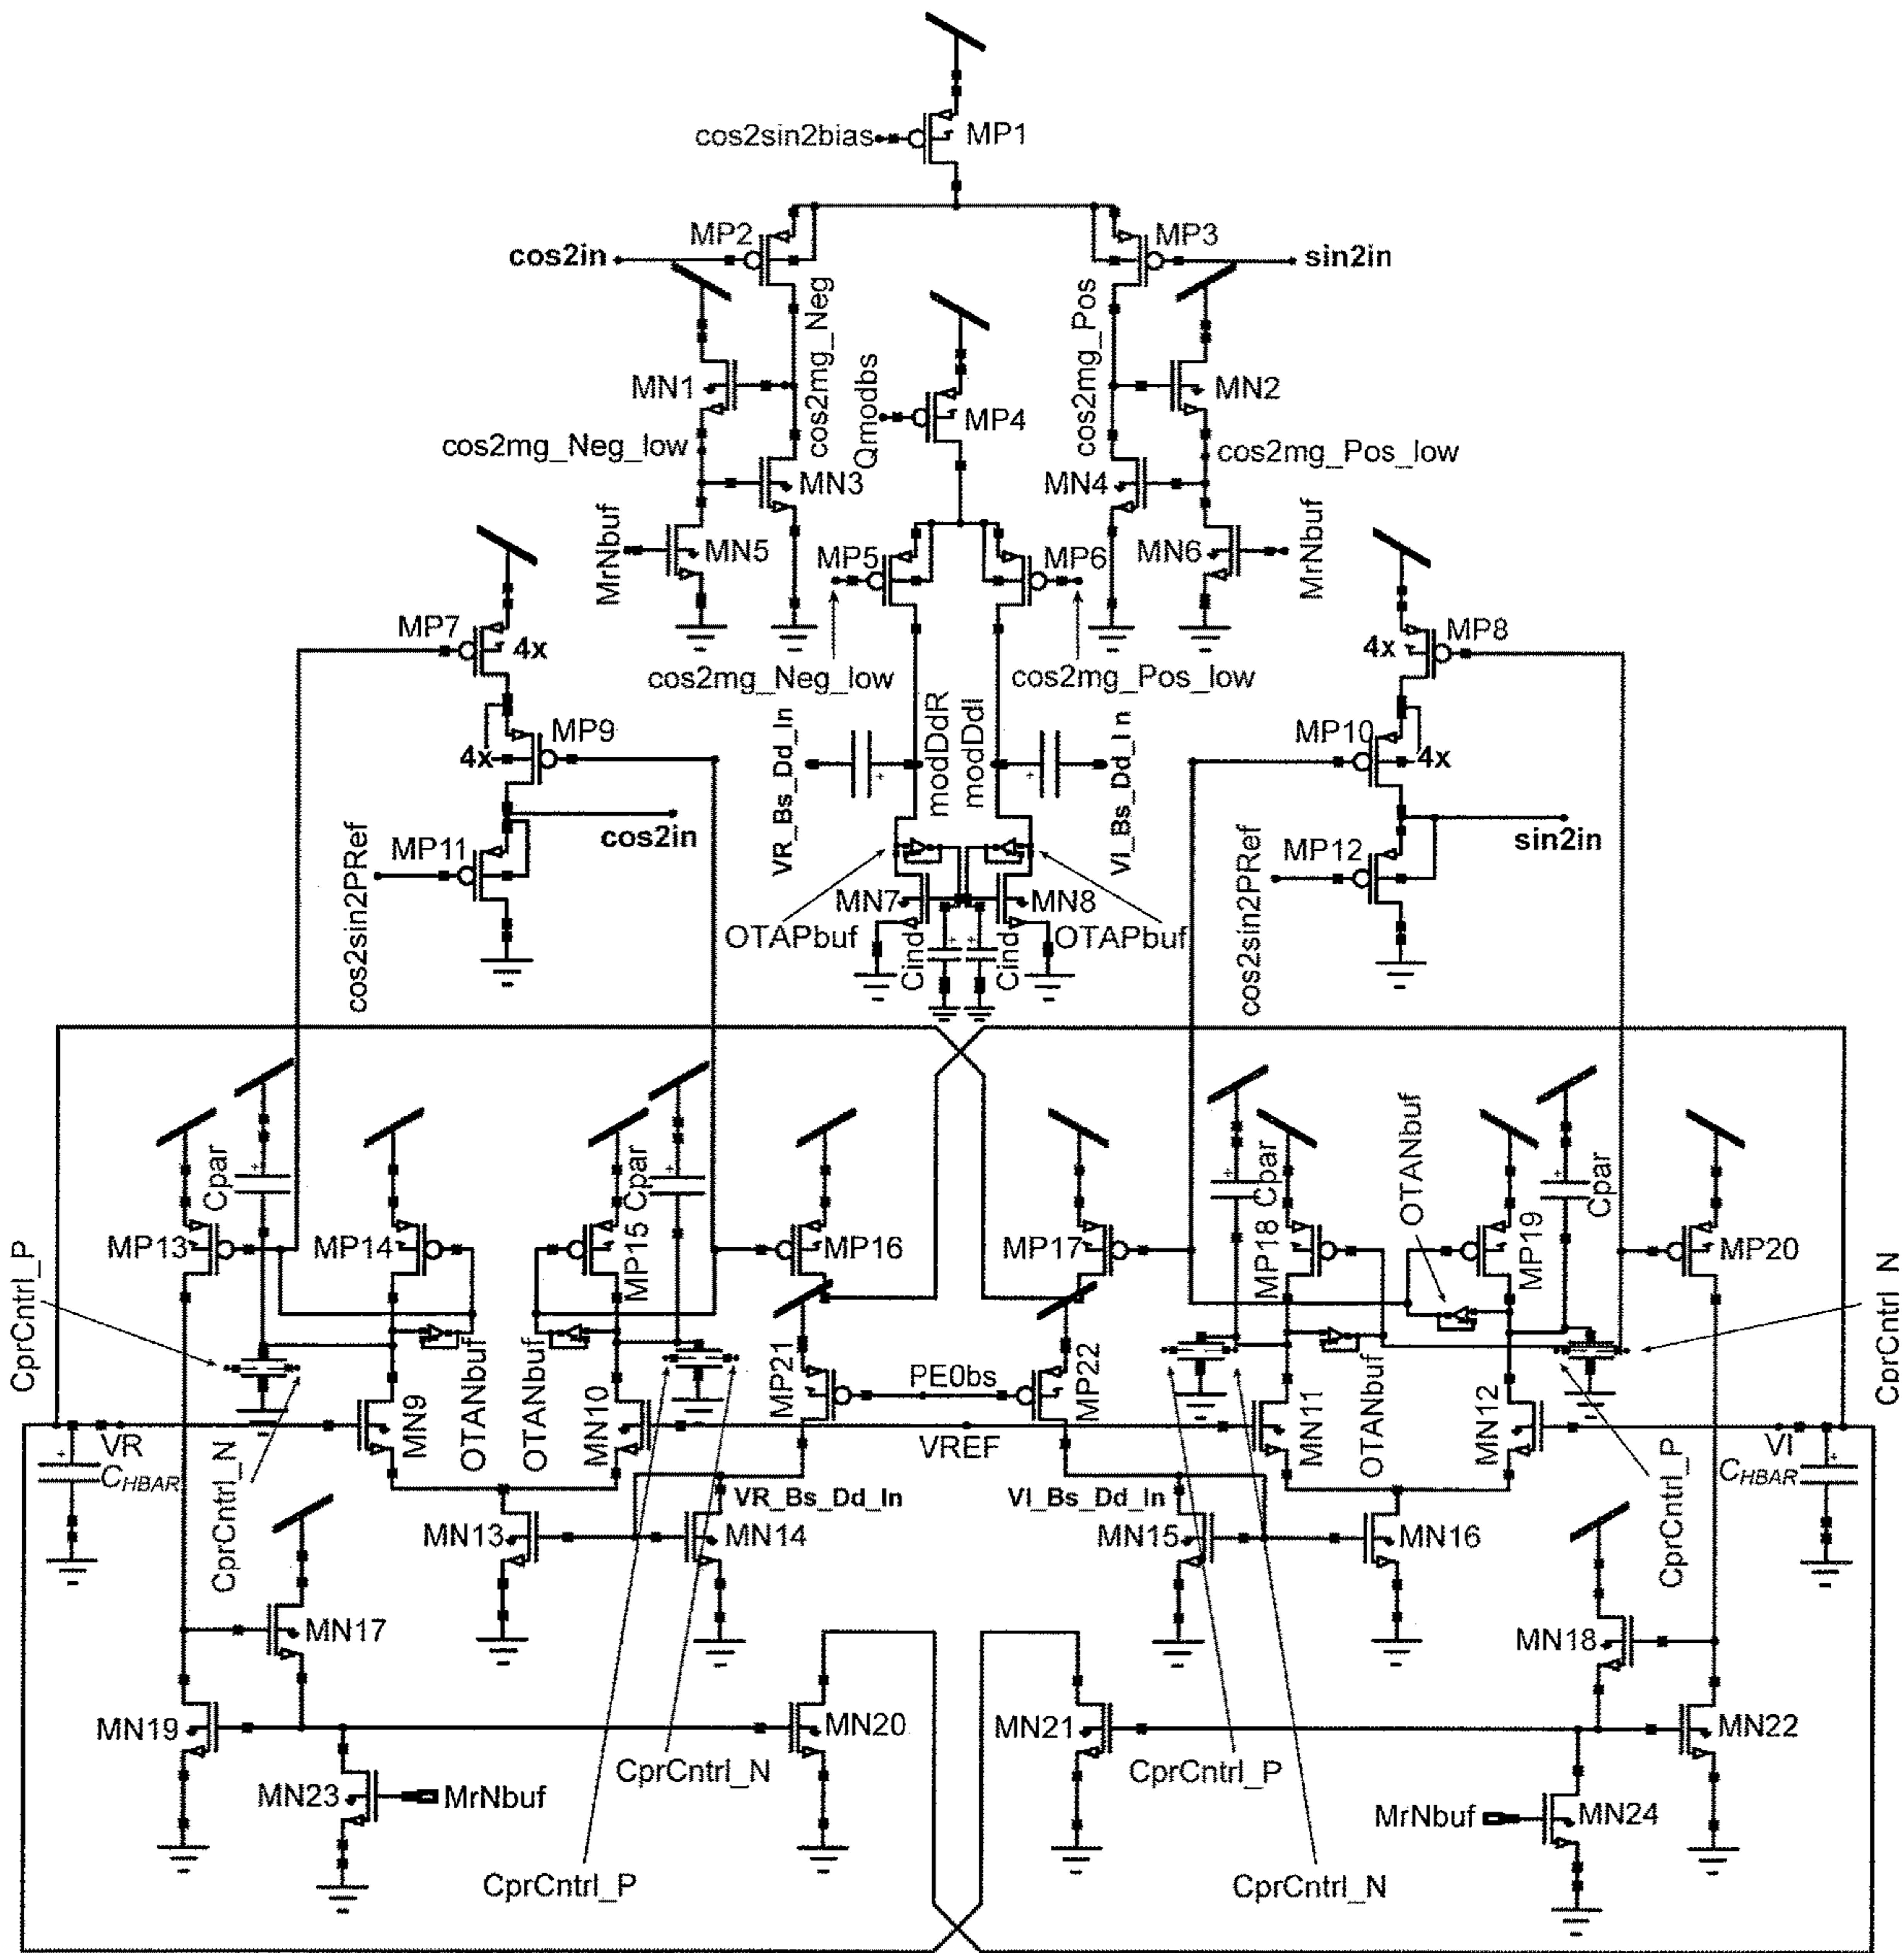 cos2sin2bias MP1
MP2 MP3
cos2in sin2in
cos2mg_Neg cos2mg_Pos
MN1 Qmodbs MP4 MN2
cos2mg_Neg_low cos2mg_Pos_low
MN3 MN4
MrNbuf MN5 MP5 MP6 MN6 MrNbuf
MP7 4x 4x MP8
cos2mg_Neg_low cos2mg_Pos_low
MP9 4x MP10 4x
VR_Bs_Dd_In modDdR modDdI VI_Bs_Dd_I n
cos2in sin2in
MP11 MP12
cos2sin2PRef MN7 MN8 cos2sin2PRef
OTAPbuf Cind Cind OTAPbuf
Cpar Cpar Cpar OTANbuf Cpar
MP13 MP14 MP15 MP16 MP17 MP18 MP19 MP20
CprCntrl_P CprCntrl_N
OTANbuf OTANbuf MP21 PE0bs MP22 OTANbuf
MN9 MN10 MN11 MN12
VR VREF VI
C_HBAR CprCntrl_N VR_Bs_Dd_In VI_Bs_Dd_In CprCntrl_P C_HBAR
MN13 MN14 MN15 MN16
MN17 MN18
MN19 MN20 MN21 MN22
CprCntrl_N CprCntrl_P
MN23 MrNbuf MrNbuf MN24
CprCntrl_P CprCntrl_N